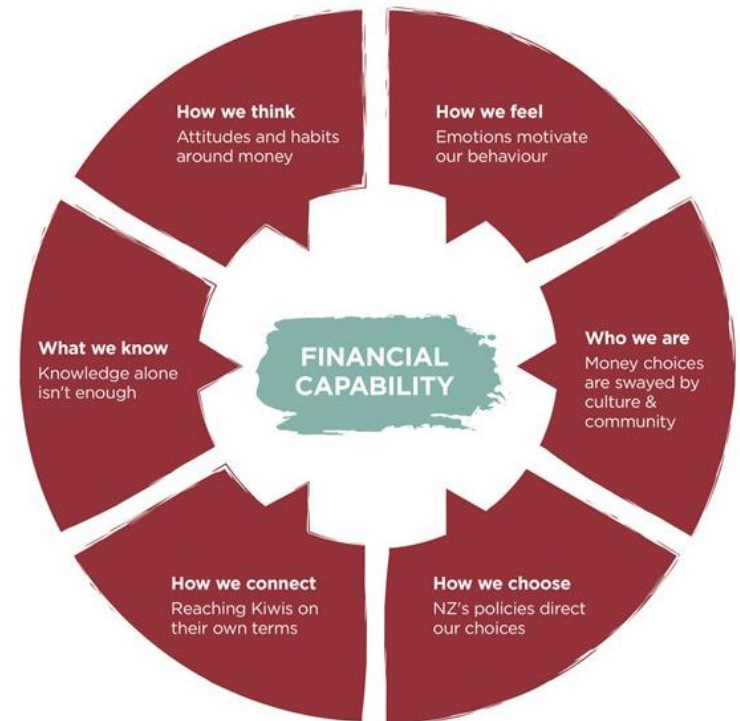 How we think
Attitudes and habits
around money
How we feel
Emotions motivate
our behaviour
Who we are
Money choices
are swayed by
culture &
community
How we choose
NZ's policies direct
our choices
How we connect
Reaching Kiwis on
their own terms
What we know
Knowledge alone
isn't enough
FINANCIAL
CAPABILITY